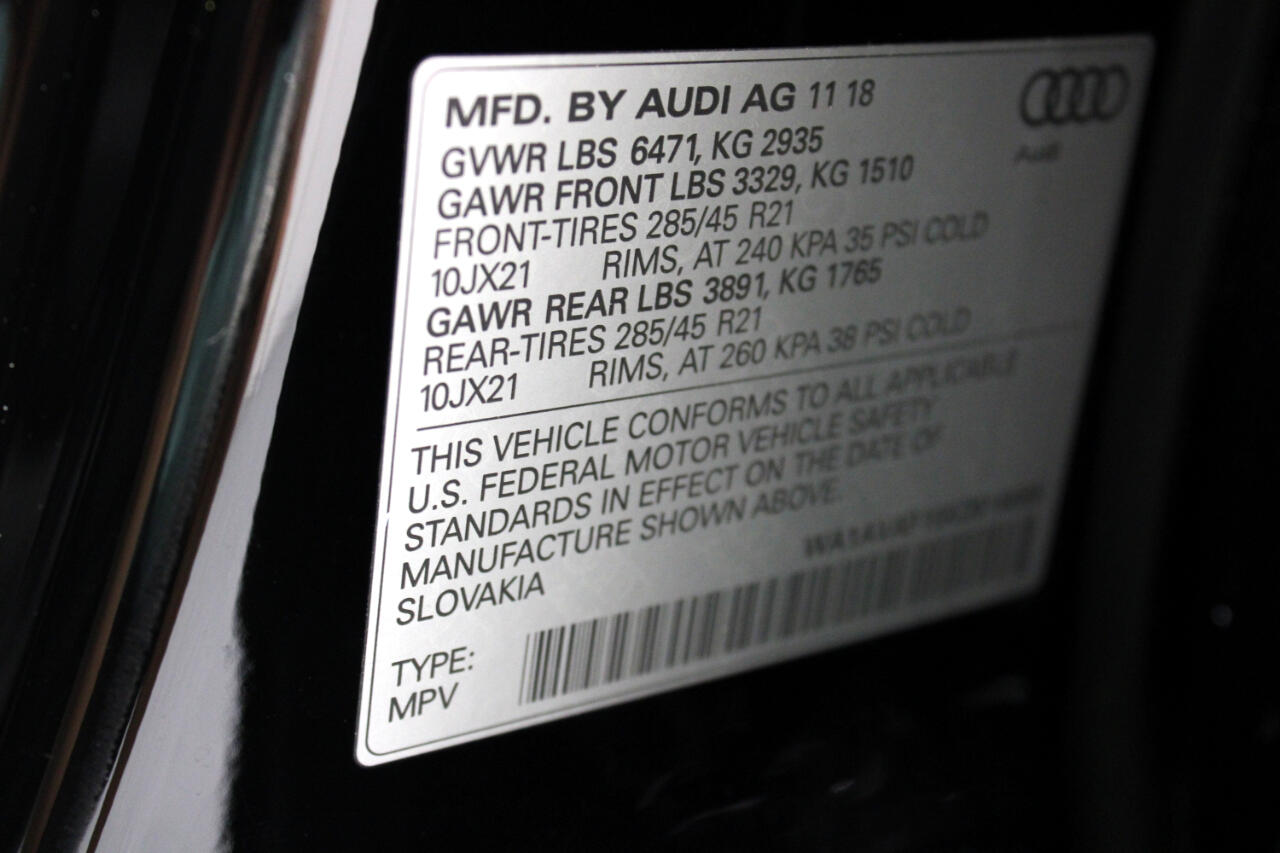 MFD. BY AUDI AG 11 18
Audi
GVWR LBS 6471, KG 2935
GAWR FRONT LBS 3329, KG 1510
FRONT-TIRES 285/45 R21
10JX21 RIMS, AT 240 KPA 35 PSI COLD
GAWR REAR LBS 3891, KG 1765
REAR-TIRES 285/45 R21
10JX21 RIMS, AT 260 KPA 38 PSI COLD
THIS VEHICLE CONFORMS TO ALL APPLICABLE
U.S. FEDERAL MOTOR VEHICLE SAFETY
STANDARDS IN EFFECT ON THE DATE OF
MANUFACTURE SHOWN ABOVE.
SLOVAKIA
TYPE:
MPV